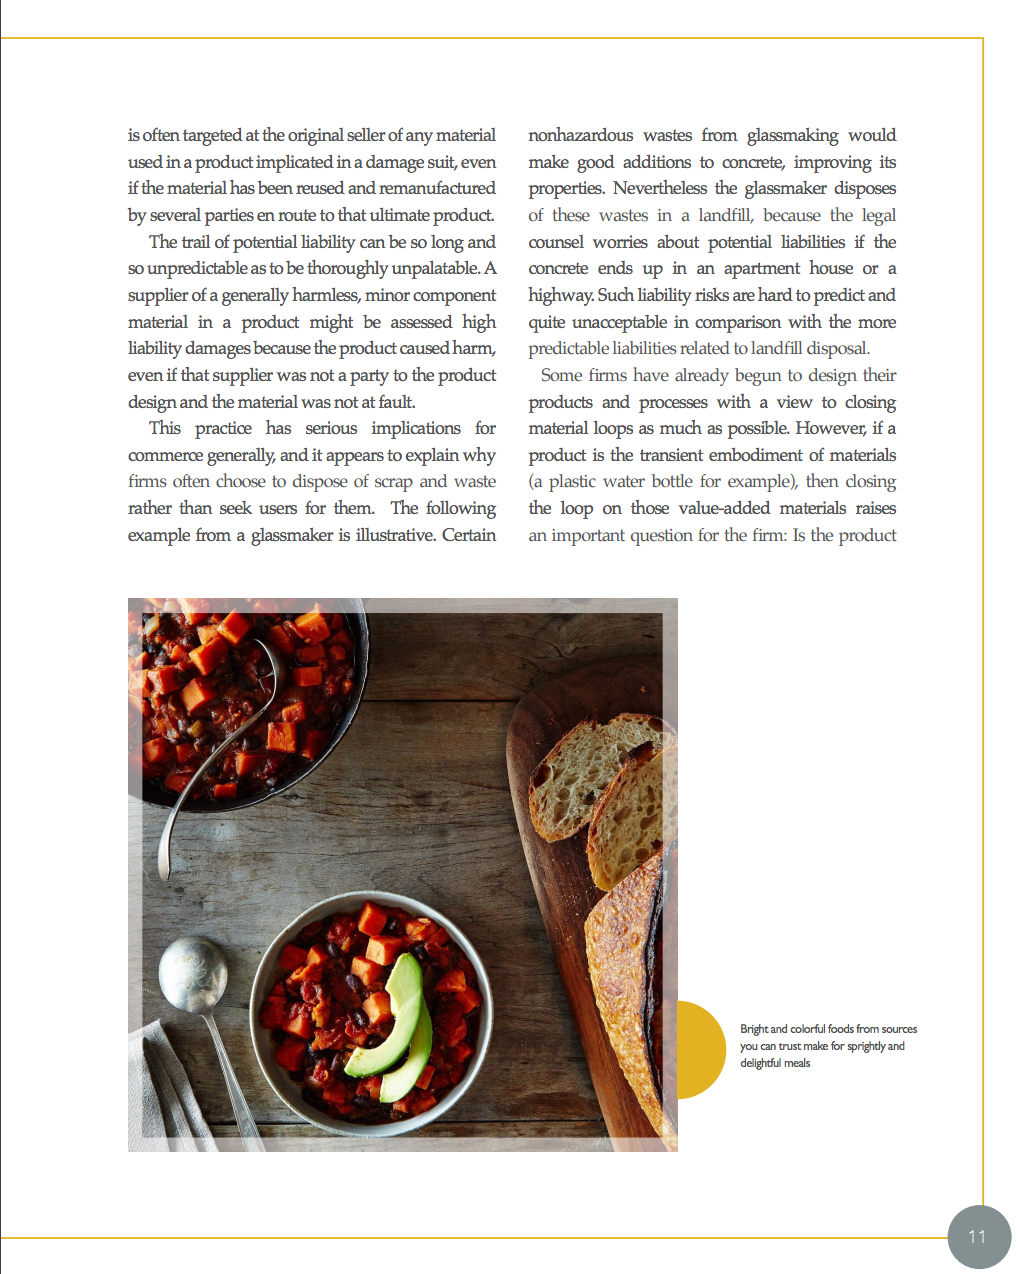 is often targeted at the original seller of any material
used in a product implicated in a damage suit, even
if the material has been reused and remanufactured
by several parties en route to that ultimate product.
The trail of potential liability can be so long and
so unpredictable as to be thoroughly unpalatable. A
supplier of a generally harmless, minor component
material in a product might be assessed high
liability damages because the product caused harm,
even if that supplier was not a party to the product
design and the material was not at fault.
This practice has serious implications for
commerce generally, and it appears to explain why
firms often choose to dispose of scrap and waste
rather than seek users for them. The following
example from a glassmaker is illustrative. Certain
nonhazardous wastes from glassmaking would
make good additions to concrete, improving its
properties. Nevertheless the glassmaker disposes
of these wastes in a landfill, because the legal
counsel worries about potential liabilities if the
concrete ends up in an apartment house or a
highway. Such liability risks are hard to predict and
quite unacceptable in comparison with the more
predictable liabilities related to landfill disposal.
Some firms have already begun to design their
products and processes with a view to closing
material loops as much as possible. However, if a
product is the transient embodiment of materials
(a plastic water bottle for example), then closing
the loop on those value-added materials raises
an important question for the firm: Is the product
Bright and colorful foods from sources
you can trust make for sprightly and
delightful meals
11